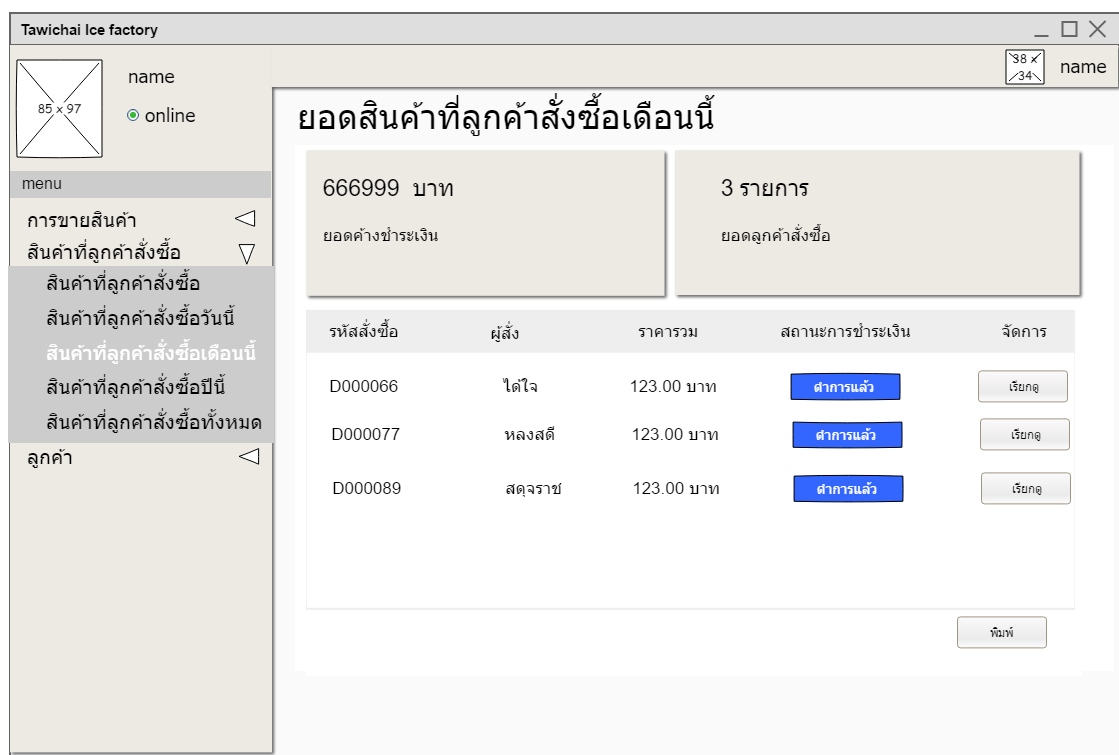 Tawichai Ice factory
85 x 97
name
online
38 x
34
name
menu
การขายสินค้า
สินค้าที่ลูกค้าสั่งซื้อ
สินค้าที่ลูกค้าสั่งซื้อ
สินค้าที่ลูกค้าสั่งซื้อวันนี้
สินค้าที่ลูกค้าสั่งซื้อเดือนนี้
สินค้าที่ลูกค้าสั่งซื้อปีนี้
สินค้าที่ลูกค้าสั่งซื้อทั้งหมด
ลูกค้า
ยอดสินค้าที่ลูกค้าสั่งซื้อเดือนนี้
666999 บาท
ยอดค้างชำระเงิน
3 รายการ
ยอดลูกค้าสั่งซื้อ
รหัสสั่งซื้อ ผู้สั่ง ราคารวม สถานะการชำระเงิน จัดการ
D000066 ได้ใจ 123.00 บาท ดำการแล้ว เรียกดู
D000077 หลงสดี 123.00 บาท ดำการแล้ว เรียกดู
D000089 สดุจราช 123.00 บาท ดำการแล้ว เรียกดู
พิมพ์